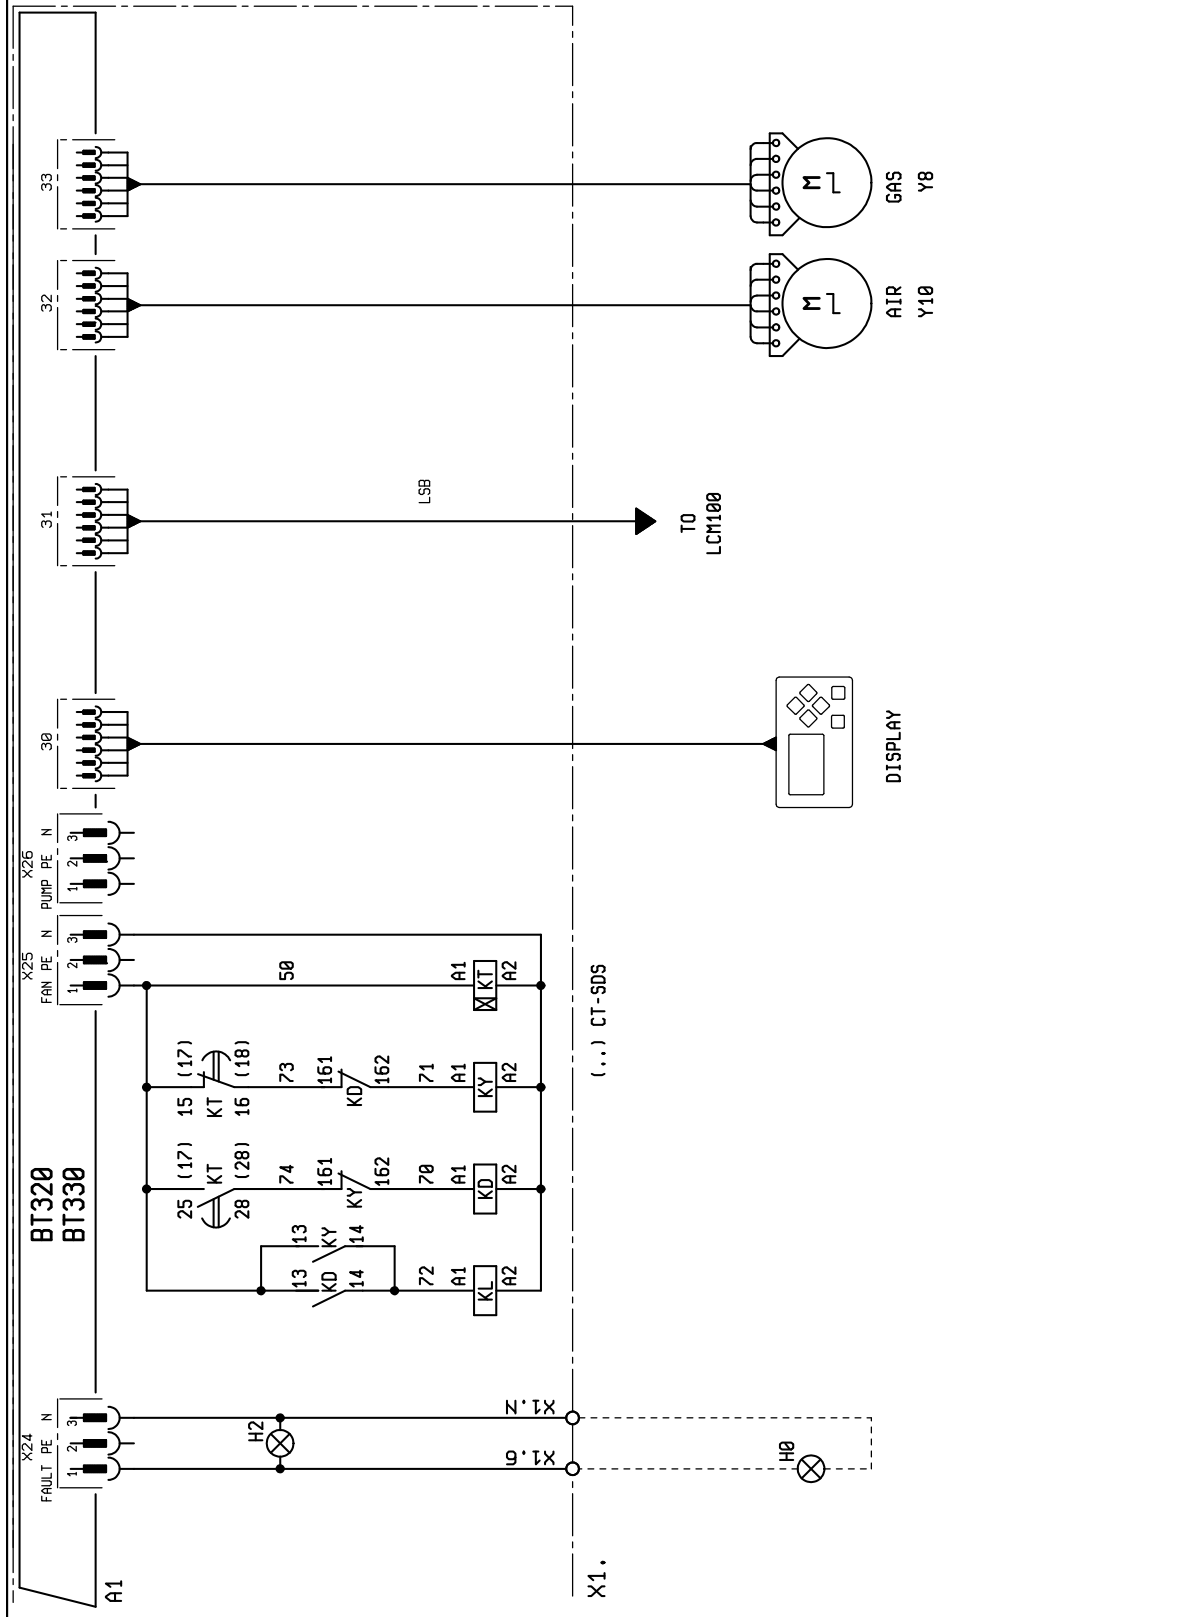 A1
BT320
BT330
X24
FAULT PE N
1 2 3
X25
FAN PE N
1 2 3
X26
PUMP PE N
1 2 3
30
31
32
33
H2
X1.6
X1.N
H0
X1.
13
KD
14
13
KY
14
72
A1
KL
A2
25
(17)
KT
28
(28)
74
161
KY
162
70
A1
KD
A2
15
(17)
KT
16
(18)
73
161
KD
162
71
A1
KY
A2
50
A1
KT
A2
(..) CT-SDS
DISPLAY
LSB
TO
LCM100
M
AIR
Y10
M
GAS
Y8